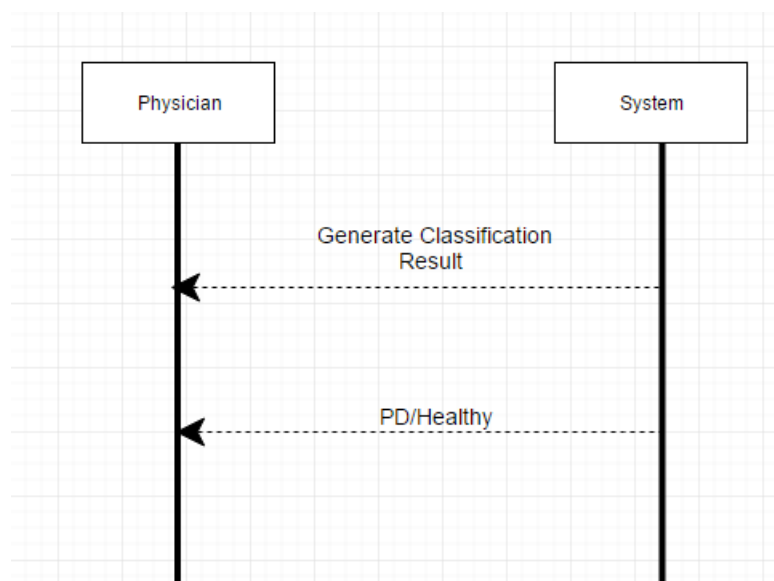 Physician
System
Generate Classification
Result
PD/Healthy